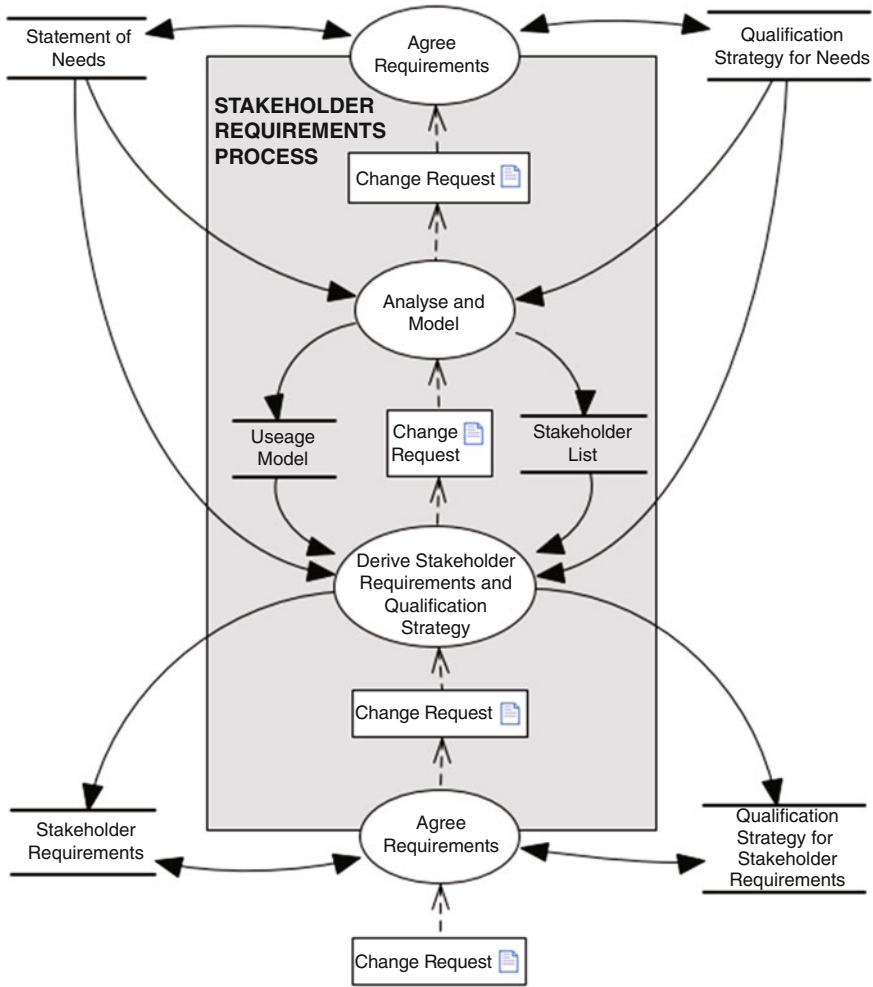 Statement of
Needs
Agree
Requirements
Qualification
Strategy for Needs
STAKEHOLDER
REQUIREMENTS
PROCESS
Change Request
Analyse and
Model
Useage
Model
Change
Request
Stakeholder
List
Derive Stakeholder
Requirements and
Qualification
Strategy
Change Request
Stakeholder
Requirements
Agree
Requirements
Qualification
Strategy for
Stakeholder
Requirements
Change Request